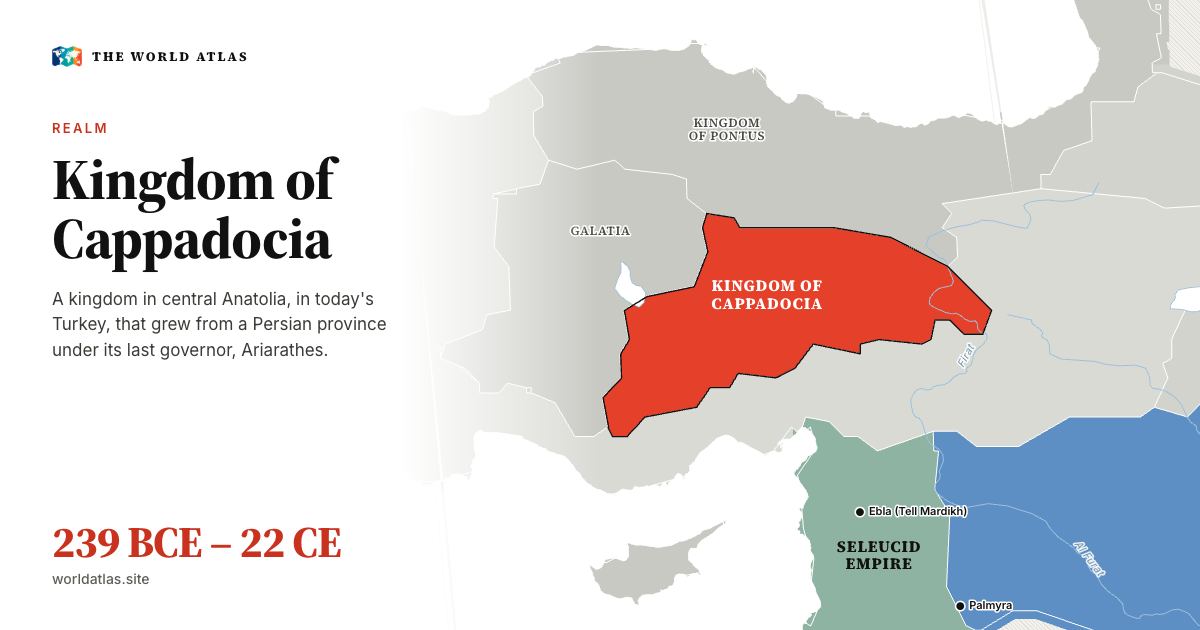 THE WORLD ATLAS
REALM
Kingdom of
Cappadocia
A kingdom in central Anatolia, in today's
Turkey, that grew from a Persian province
under its last governor, Ariarathes.
239 BCE – 22 CE
worldatlas.site
KINGDOM
OF PONTUS
GALATIA
KINGDOM OF
CAPPADOCIA
Firat
Ebla (Tell Mardikh)
SELEUCID
EMPIRE
Al Furat
Palmyra